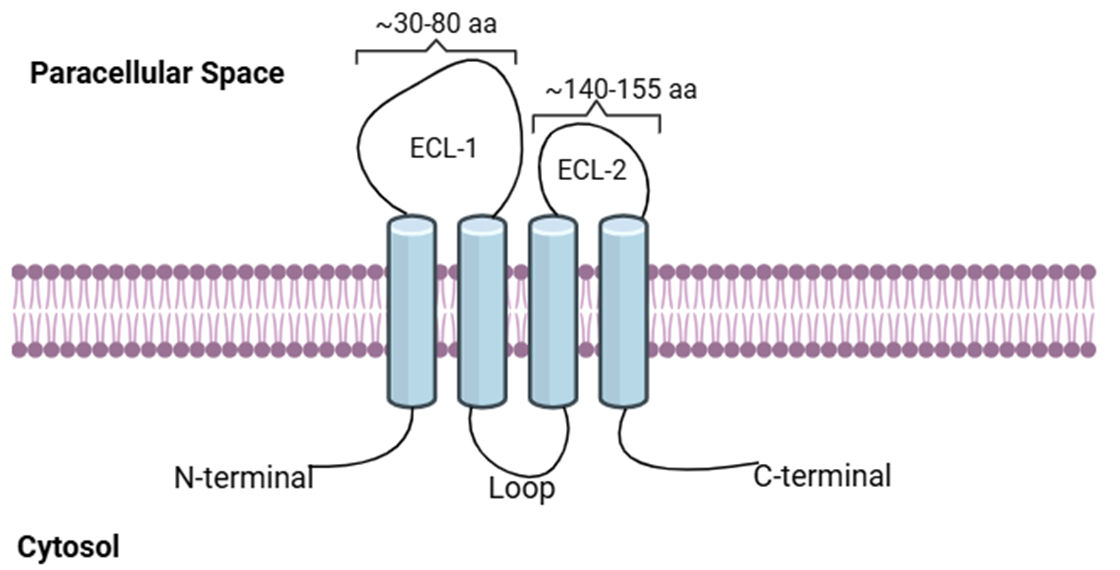 ~30-80 aa
Paracellular Space
~140-155 aa
ECL-1
ECL-2
N-terminal
Loop
C-terminal
Cytosol